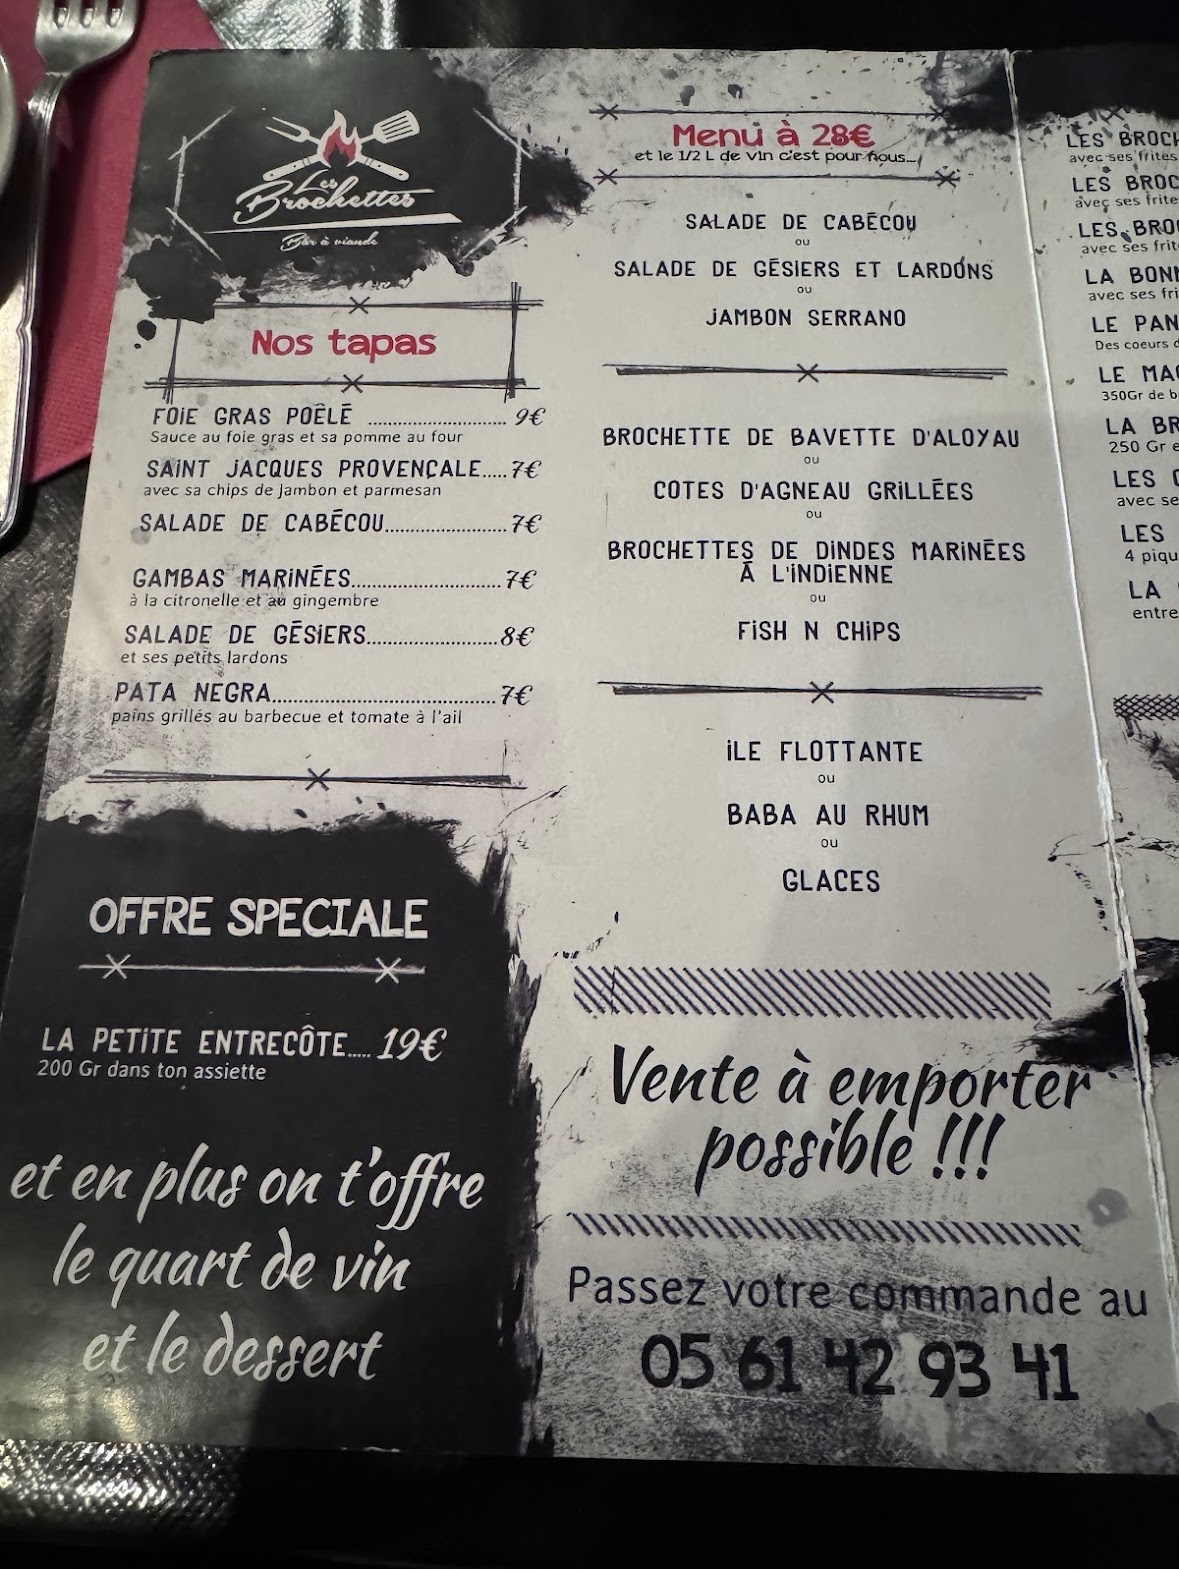 Les
Brochettes
Bar à viande
Nos tapas
FOIE GRAS POÊLÉ .............................. 9€
Sauce au foie gras et sa pomme au four
SAINT JACQUES PROVENÇALE.....7€
avec sa chips de jambon et parmesan
SALADE DE CABÉCOU........................7€
GAMBAS MARINÉES.............................7€
à la citronelle et au gingembre
SALADE DE GÉSIERS.........................8€
et ses petits lardons
PATA NEGRA...........................................7€
pains grillés au barbecue et tomate à l'ail
OFFRE SPECIALE
LA PETITE ENTRECÔTE..... 19€
200 Gr dans ton assiette
et en plus on t'offre
le quart de vin
et le dessert
Menu à 28€
et le 1/2 L de vin c'est pour nous...
SALADE DE CABÉCOU
ou
SALADE DE GÉSIERS ET LARDONS
ou
JAMBON SERRANO
BROCHETTE DE BAVETTE D'ALOYAU
ou
COTES D'AGNEAU GRILLÉES
ou
BROCHETTES DE DINDES MARINÉES
À L'INDIENNE
ou
FISH N CHIPS
ILE FLOTTANTE
ou
BABA AU RHUM
ou
GLACES
Vente à emporter
possible !!!
Passez votre commande au
05 61 42 93 41
LES BROCH
avec ses frites
LES BROC
avec ses frite
LES BRO
avec ses frit
LA BONN
avec ses fri
LE PAN
Des coeurs d
LE MA
350Gr de b
LA BR
250 Gr e
LES
avec se
LES
4 piqu
LA
entre